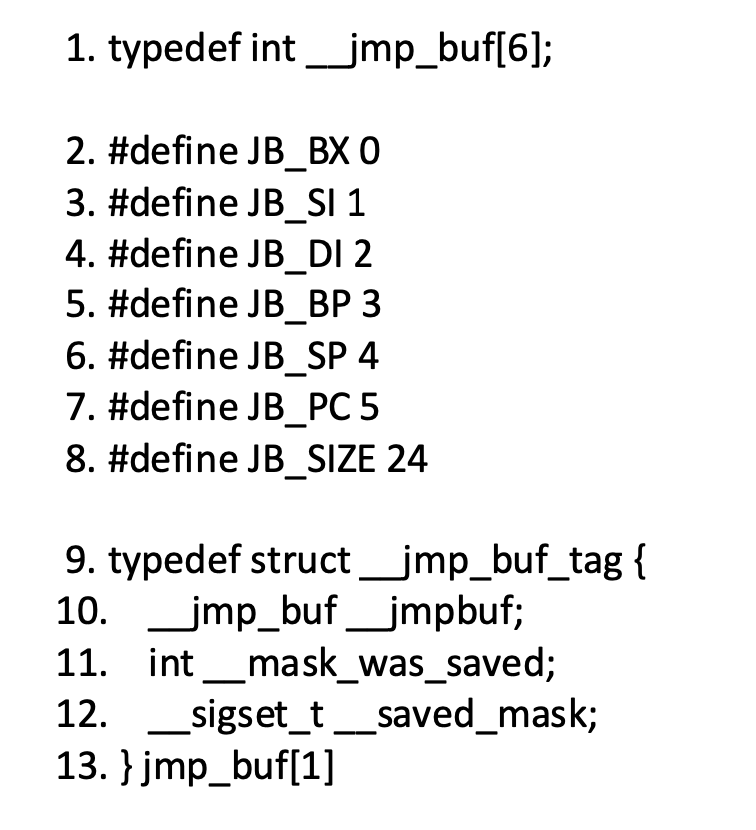 1. typedef int __jmp_buf[6];
2. #define JB_BX 0
3. #define JB_SI 1
4. #define JB_DI 2
5. #define JB_BP 3
6. #define JB_SP 4
7. #define JB_PC 5
8. #define JB_SIZE 24
9. typedef struct __jmp_buf_tag {
10. __jmp_buf __jmpbuf;
11. int __mask_was_saved;
12. __sigset_t __saved_mask;
13. } jmp_buf[1]